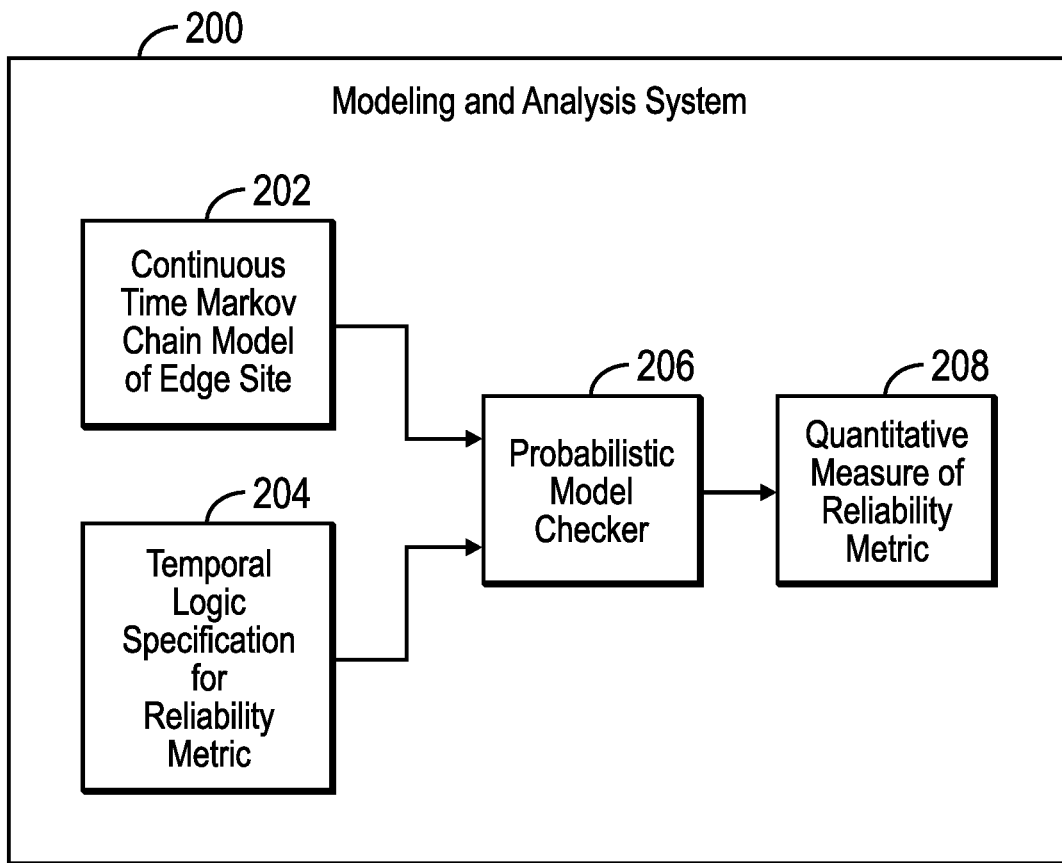 200
Modeling and Analysis System
202
Continuous
Time Markov
Chain Model
of Edge Site
204
Temporal
Logic
Specification
for
Reliability
Metric
206
Probabilistic
Model
Checker
208
Quantitative
Measure of
Reliability
Metric